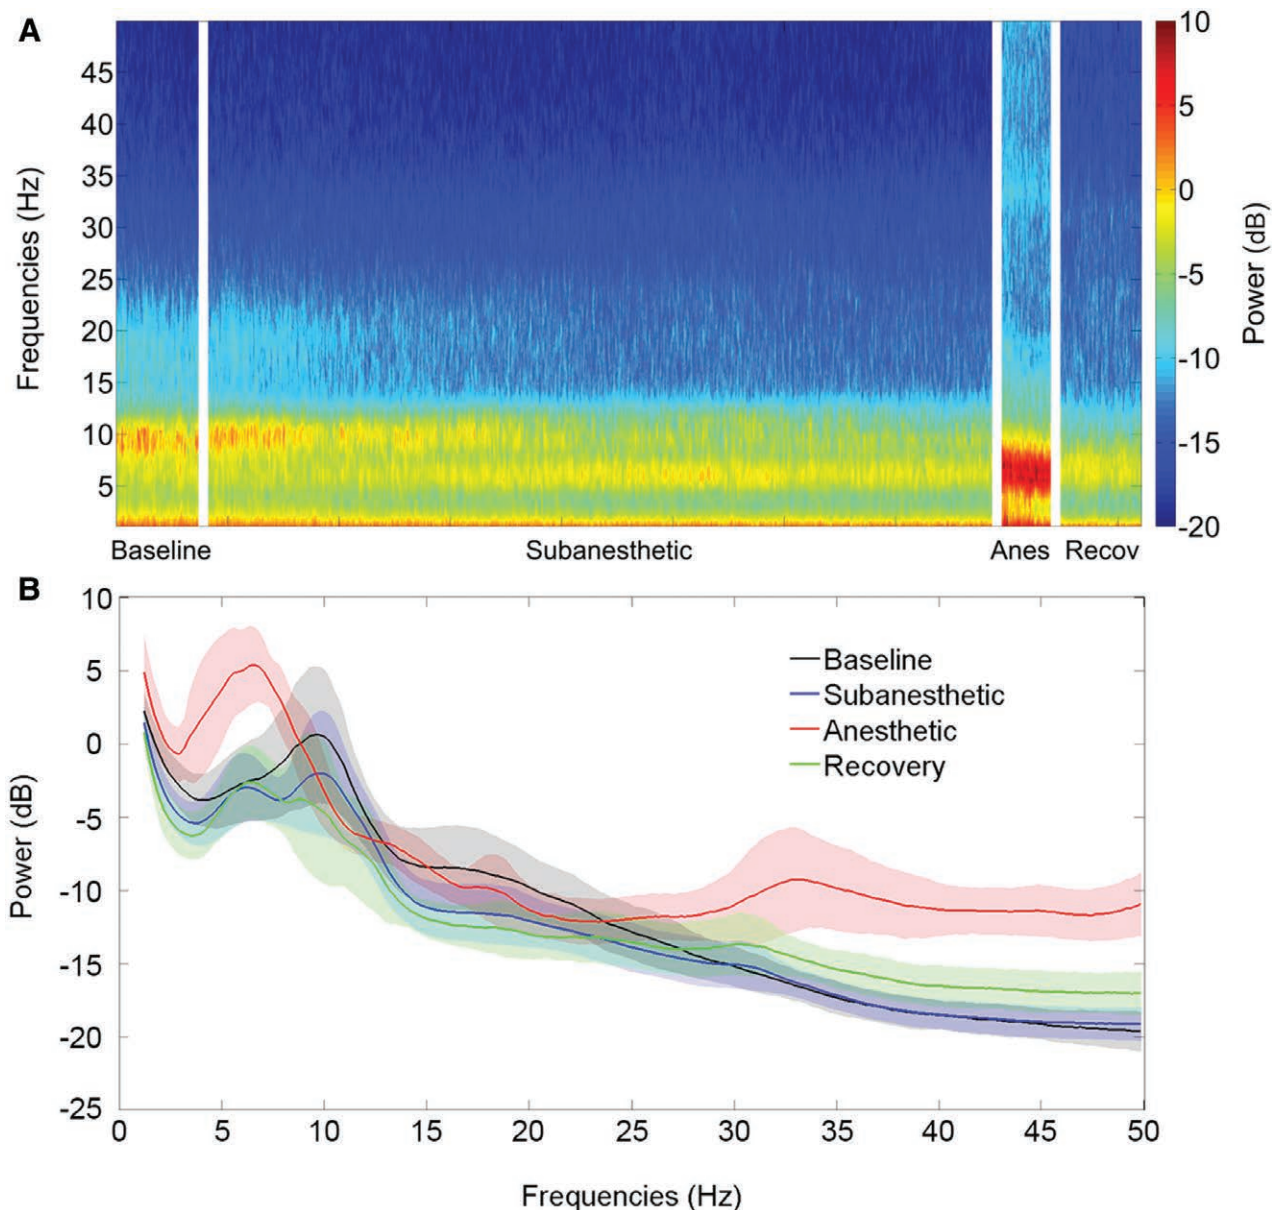 A
Frequencies (Hz)
45
40
35
30
25
20
15
10
5
Baseline
Subanesthetic
Anes
Recov
10
5
0
-5
-10
-15
-20
Power (dB)
B
Power (dB)
10
5
0
-5
-10
-15
-20
-25
Baseline
Subanesthetic
Anesthetic
Recovery
0 5 10 15 20 25 30 35 40 45 50
Frequencies (Hz)